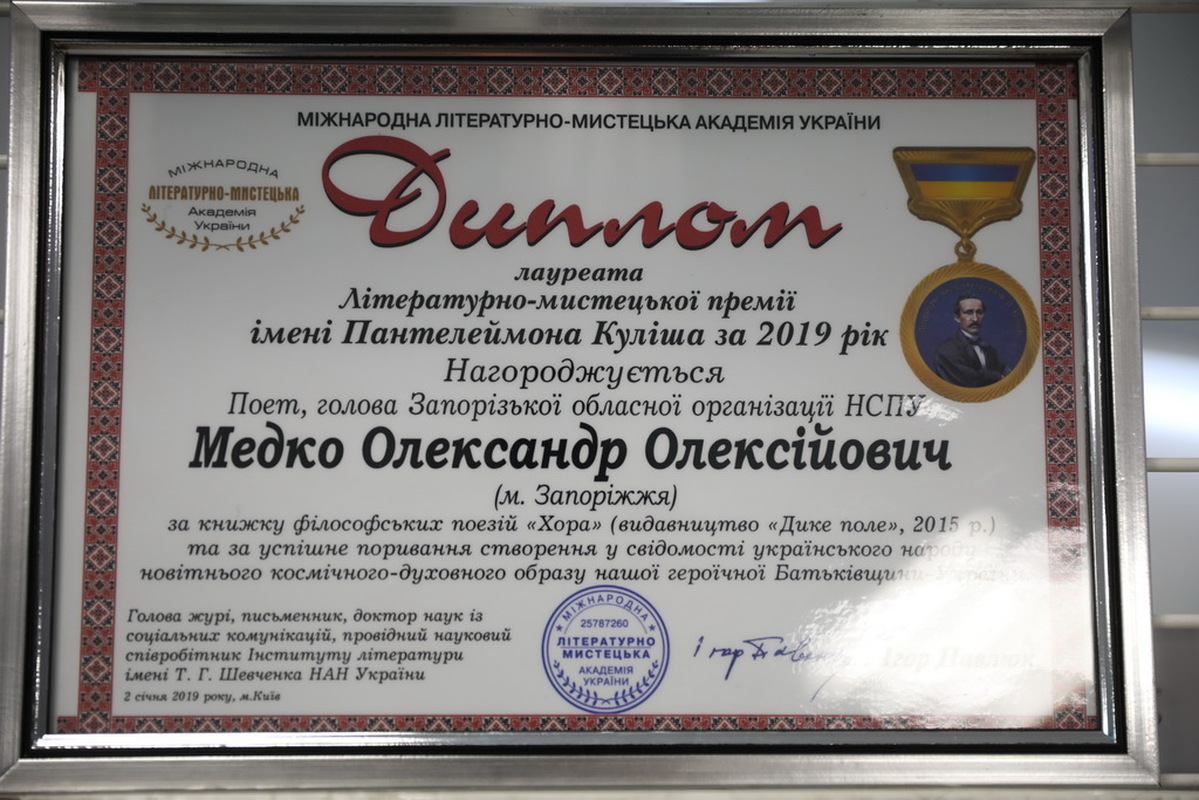 МІЖНАРОДНА ЛІТЕРАТУРНО-МИСТЕЦЬКА АКАДЕМІЯ УКРАЇНИ
МІЖНАРОДНА
ЛІТЕРАТУРНО-МИСТЕЦЬКА
Академія
України
Диплом
лауреата
Літературно-мистецької премії
імені Пантелеймона Куліша за 2019 рік
Нагороджується
Поет, голова Запорізької обласної організації НСПУ
Медко Олександр Олексійович
(м. Запоріжжя)
за книжку філософських поезій «Хора» (видавництво «Дике поле», 2015 р.)
та за успішне поривання створення у свідомості українського народу
новітнього космічного-духовного образу нашої героїчної Батьківщини-України
Голова журі, письменник, доктор наук із
соціальних комунікацій, провідний науковий
співробітник Інституту літератури
імені Т. Г. Шевченка НАН України
2 січня 2019 року, м.Київ
МІЖНАРОДНА
25787260
ЛІТЕРАТУРНО
МИСТЕЦЬКА
АКАДЕМІЯ
УКРАЇНИ
Ігор Павлюк